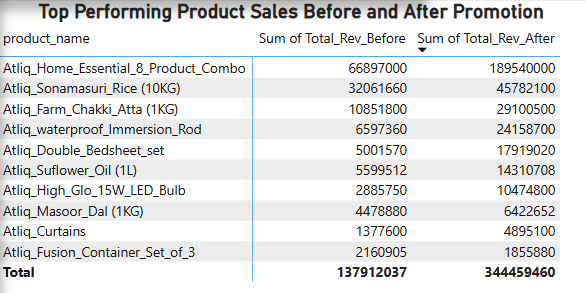 Top Performing Product Sales Before and After Promotion
product_name Sum of Total_Rev_Before Sum of Total_Rev_After
Atliq_Home_Essential_8_Product_Combo 66897000 189540000
Atliq_Sonamasuri_Rice (10KG) 32061660 45782100
Atliq_Farm_Chakki_Atta (1KG) 10851800 29100500
Atliq_waterproof_Immersion_Rod 6597360 24158700
Atliq_Double_Bedsheet_set 5001570 17919020
Atliq_Suflower_Oil (1L) 5599512 14310708
Atliq_High_Glo_15W_LED_Bulb 2885750 10474800
Atliq_Masoor_Dal (1KG) 4478880 6422652
Atliq_Curtains 1377600 4895100
Atliq_Fusion_Container_Set_of_3 2160905 1855880
Total 137912037 344459460